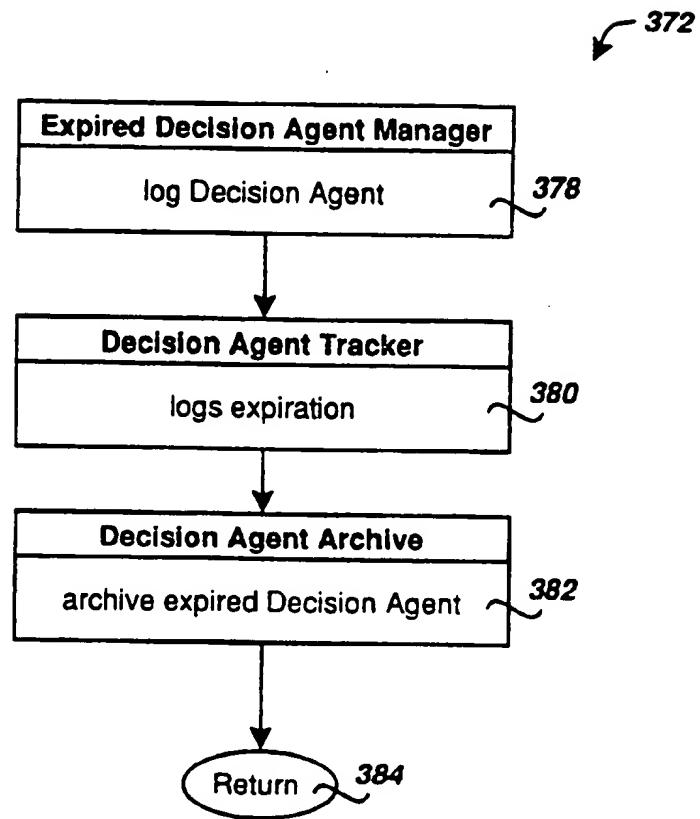 372
Expired Decision Agent Manager
log Decision Agent
378
Decision Agent Tracker
logs expiration
380
Decision Agent Archive
archive expired Decision Agent
382
Return
384